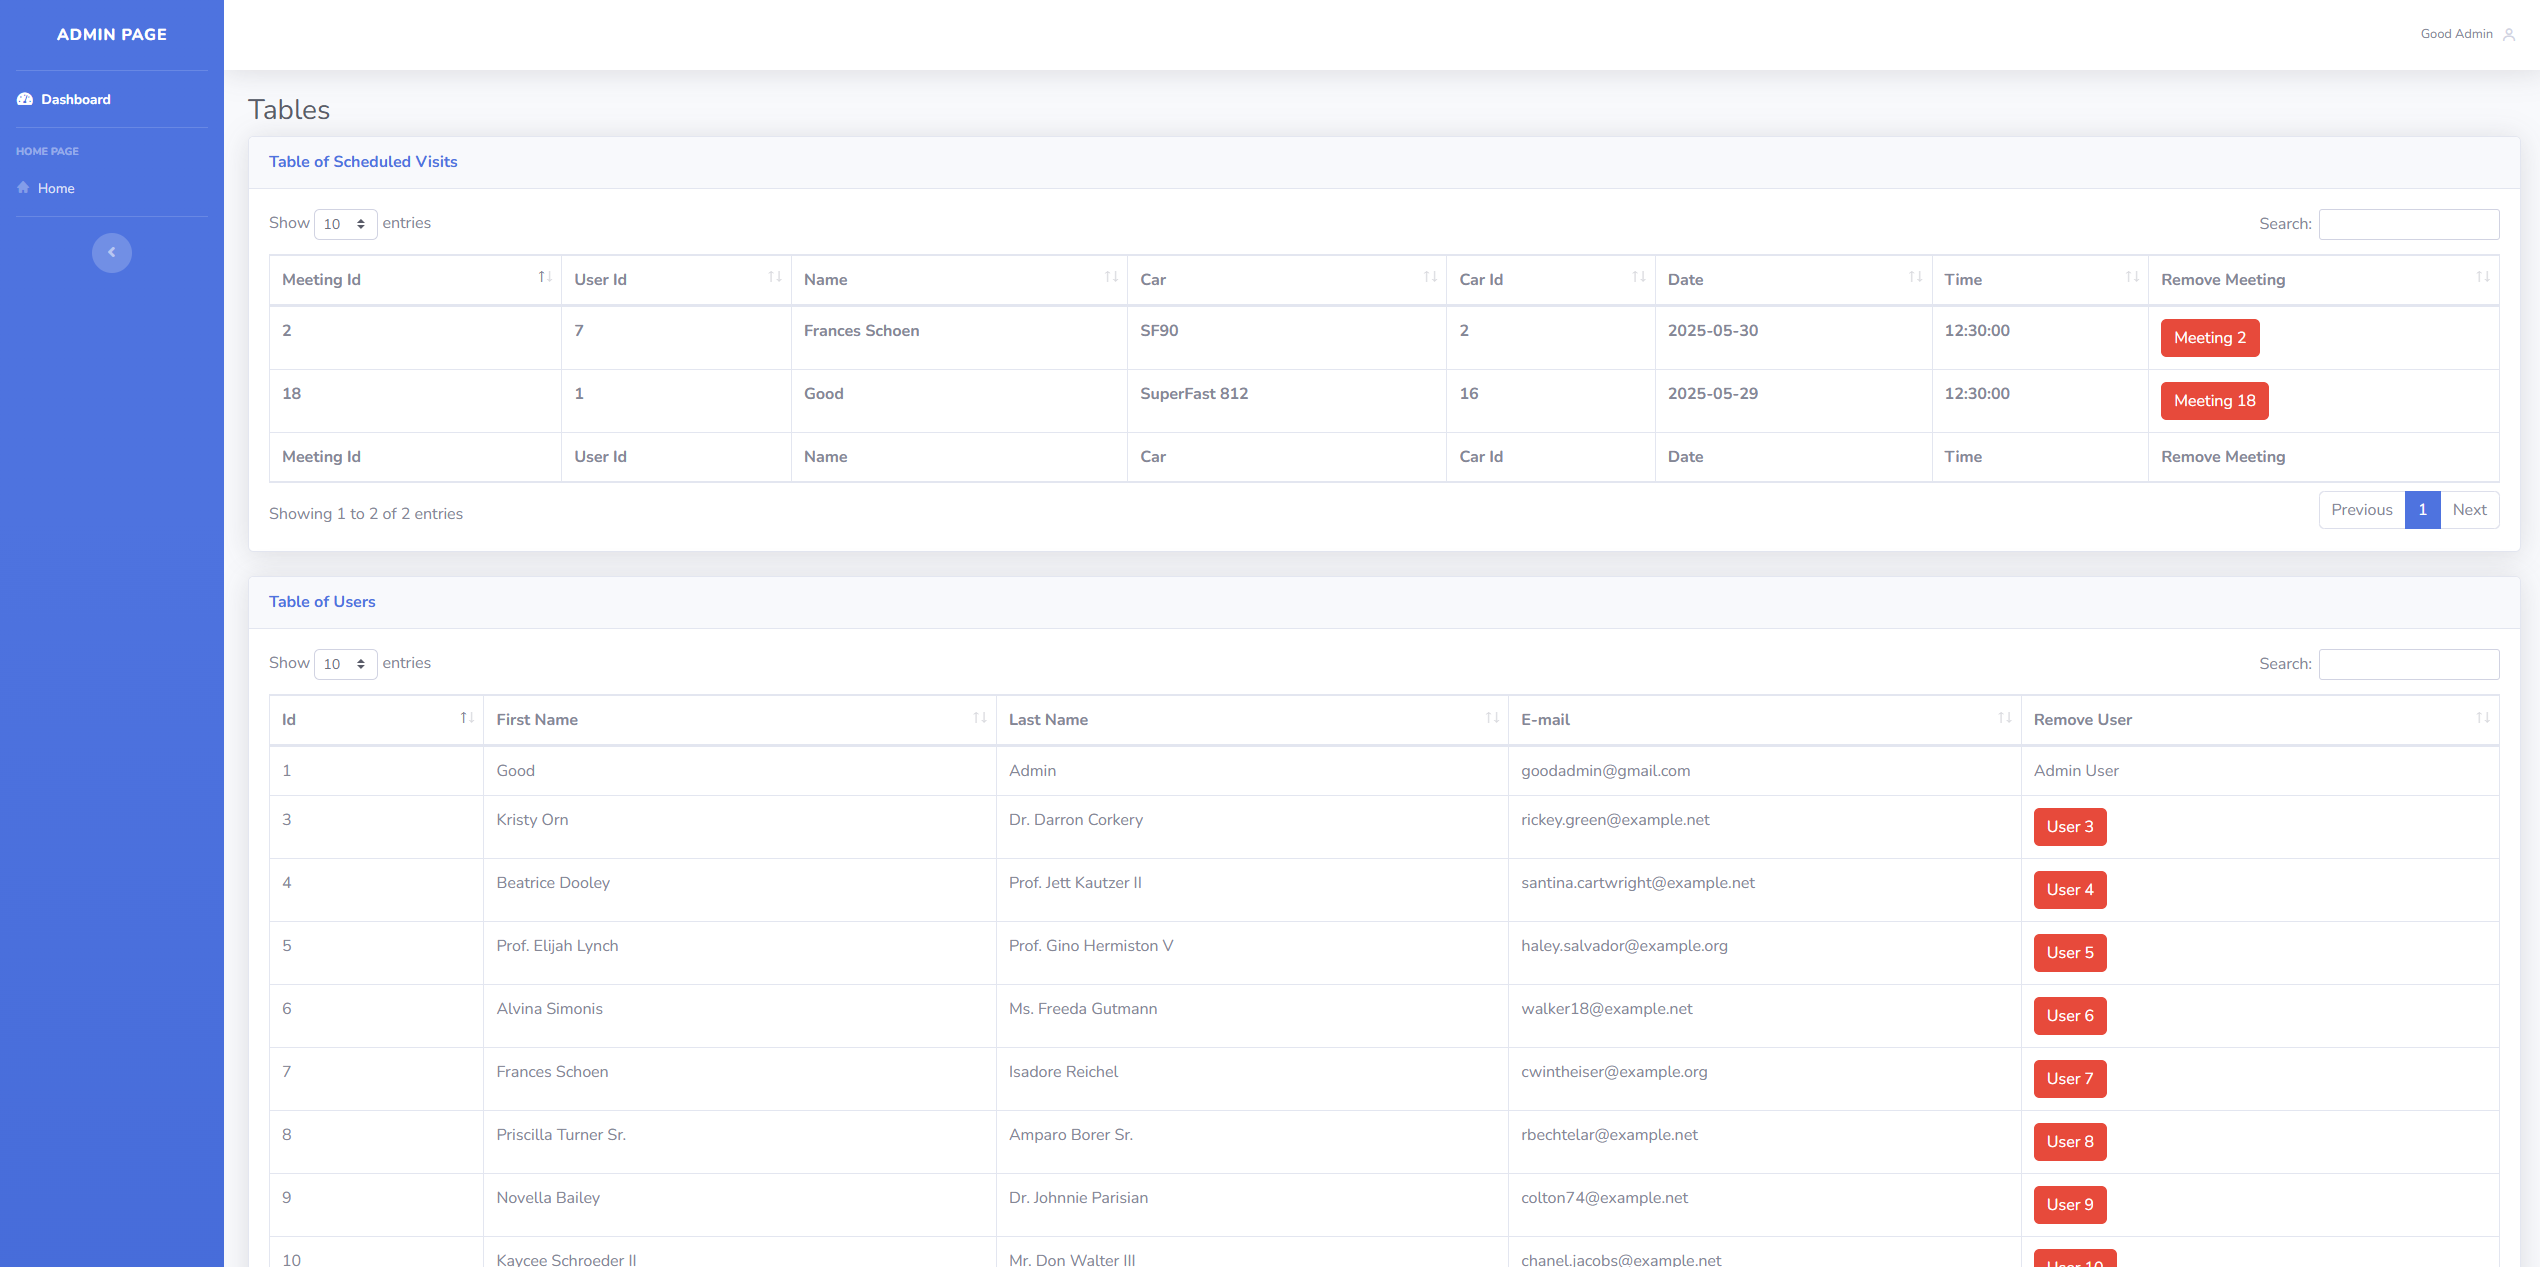 ADMIN PAGE
Good Admin
Dashboard
HOME PAGE
Home
Tables
Table of Scheduled Visits
Show 10 entries
Search:
Meeting Id User Id Name Car Car Id Date Time Remove Meeting
2 7 Frances Schoen SF90 2 2025-05-30 12:30:00 Meeting 2
18 1 Good SuperFast 812 16 2025-05-29 12:30:00 Meeting 18
Meeting Id User Id Name Car Car Id Date Time Remove Meeting
Showing 1 to 2 of 2 entries
Previous 1 Next
Table of Users
Show 10 entries
Search:
Id First Name Last Name E-mail Remove User
1 Good Admin goodadmin@gmail.com Admin User
3 Kristy Orn Dr. Darron Corkery rickey.green@example.net User 3
4 Beatrice Dooley Prof. Jett Kautzer II santina.cartwright@example.net User 4
5 Prof. Elijah Lynch Prof. Gino Hermiston V haley.salvador@example.org User 5
6 Alvina Simonis Ms. Freeda Gutmann walker18@example.net User 6
7 Frances Schoen Isadore Reichel cwintheiser@example.org User 7
8 Priscilla Turner Sr. Amparo Borer Sr. rbechtelar@example.net User 8
9 Novella Bailey Dr. Johnnie Parisian colton74@example.net User 9
10 Kaycee Schroeder II Mr. Don Walter III chanel.jacobs@example.net User 10